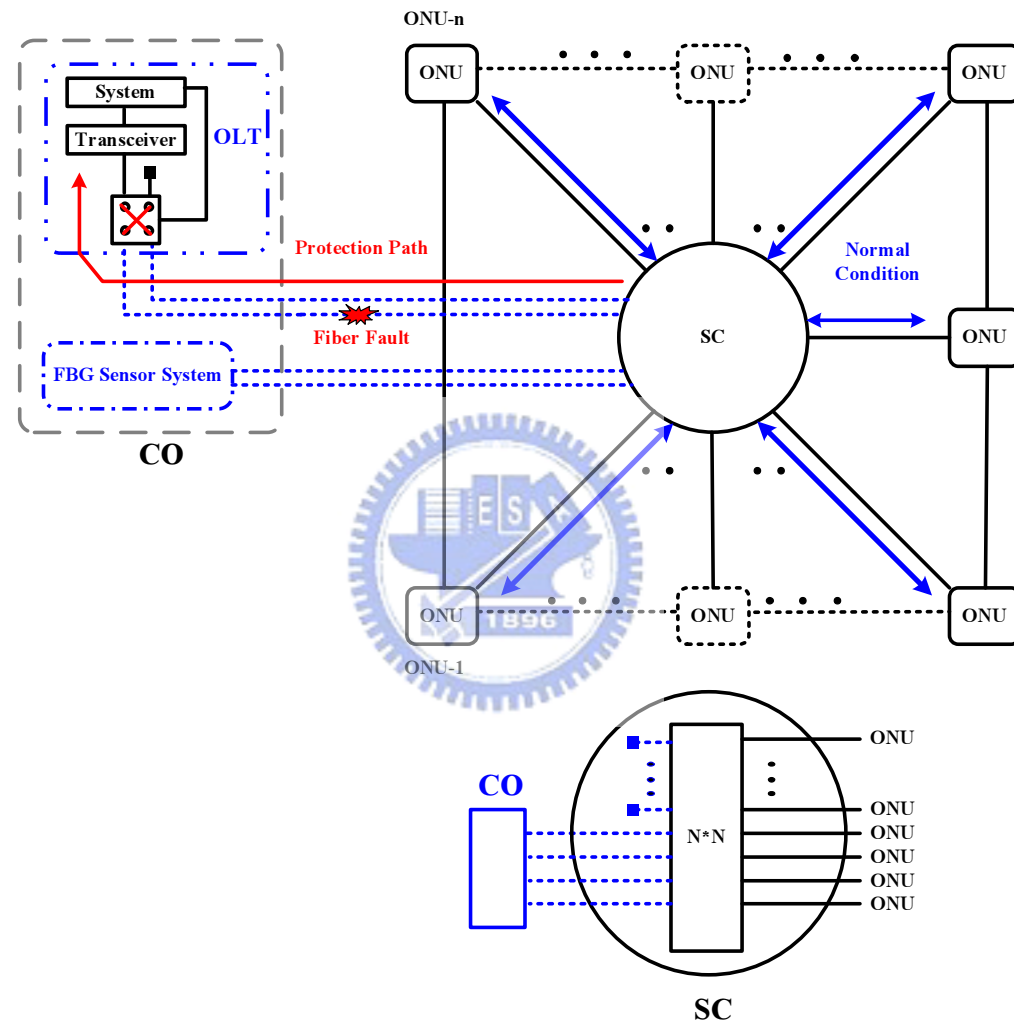 ONU-n
ONU
ONU
ONU
System
Transceiver
OLT
Protection Path
Normal
Condition
Fiber Fault
SC
ONU
FBG Sensor System
CO
E S
1896
ONU
ONU
ONU
ONU-1
ONU
CO
ONU
N*N
ONU
ONU
ONU
ONU
SC